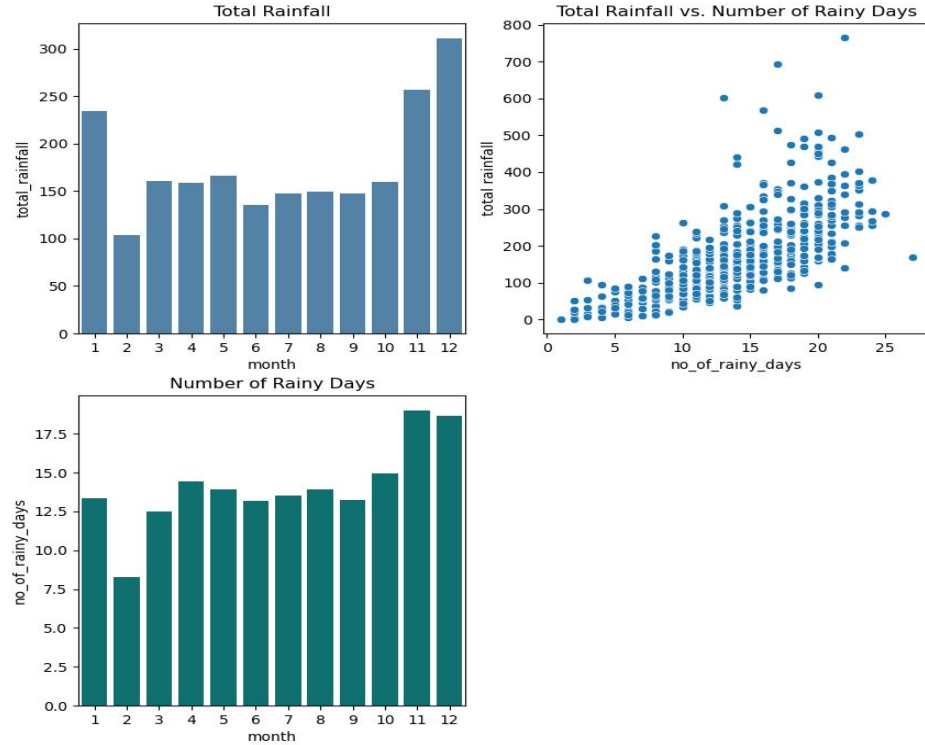 Total Rainfall
300
250
200
150
100
50
0
total_rainfall
1 2 3 4 5 6 7 8 9 10 11 12
month
Total Rainfall vs. Number of Rainy Days
800
700
600
500
400
300
200
100
0
total rainfall
0 5 10 15 20 25
no_of_rainy_days
Number of Rainy Days
17.5
15.0
12.5
10.0
7.5
5.0
2.5
0.0
no_of_rainy_days
1 2 3 4 5 6 7 8 9 10 11 12
month